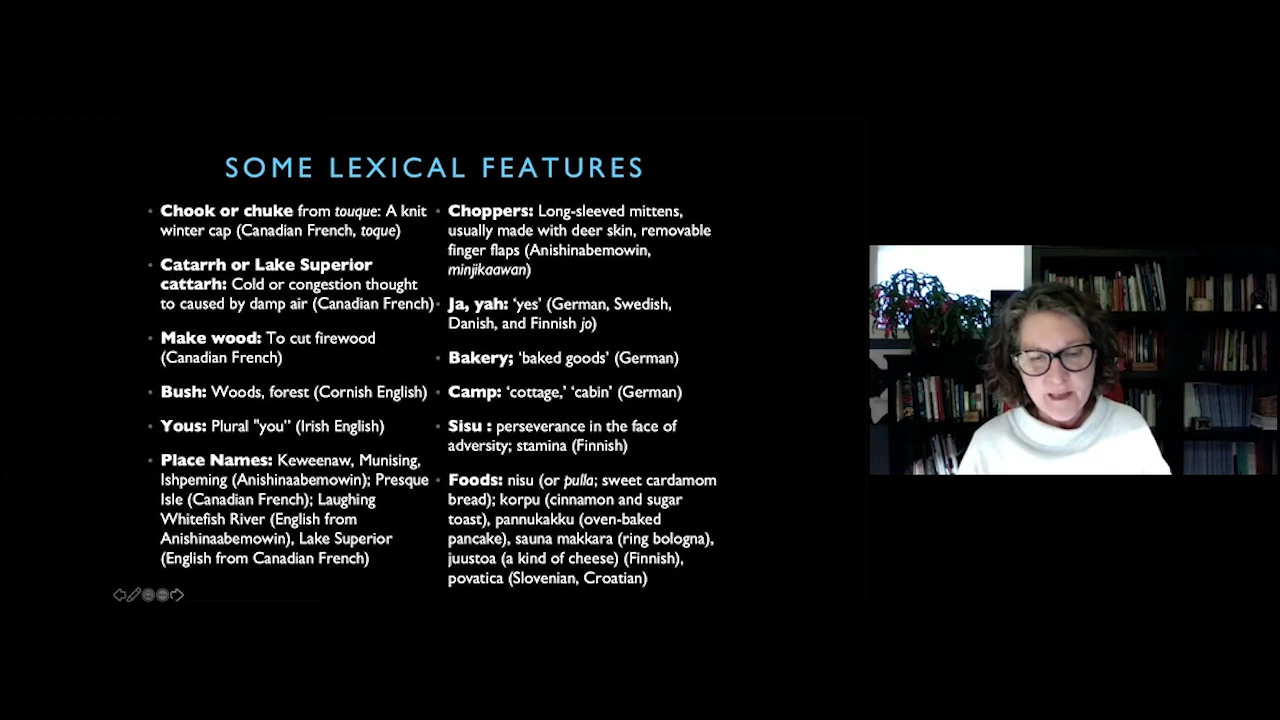 SOME LEXICAL FEATURES
Chook or chuke from touque: A knit
winter cap (Canadian French, toque)
Catarrh or Lake Superior
cattarh: Cold or congestion thought
to caused by damp air (Canadian French)
Make wood: To cut firewood
(Canadian French)
Bush: Woods, forest (Cornish English)
Yous: Plural "you” (Irish English)
Place Names: Keweenaw, Munising,
Ishpeming (Anishinaabemowin); Presque
Isle (Canadian French); Laughing
Whitefish River (English from
Anishinaabemowin), Lake Superior
(English from Canadian French)
Choppers: Long-sleeved mittens,
usually made with deer skin, removable
finger flaps (Anishinabemowin,
minjikaawan)
Ja, yah: ‘yes’ (German, Swedish,
Danish, and Finnish jo)
Bakery; ‘baked goods’ (German)
Camp: ‘cottage,’ ‘cabin’ (German)
Sisu : perseverance in the face of
adversity; stamina (Finnish)
Foods: nisu (or pulla; sweet cardamom
bread); korpu (cinnamon and sugar
toast), pannukakku (oven-baked
pancake), sauna makkara (ring bologna),
juustoa (a kind of cheese) (Finnish),
povatica (Slovenian, Croatian)